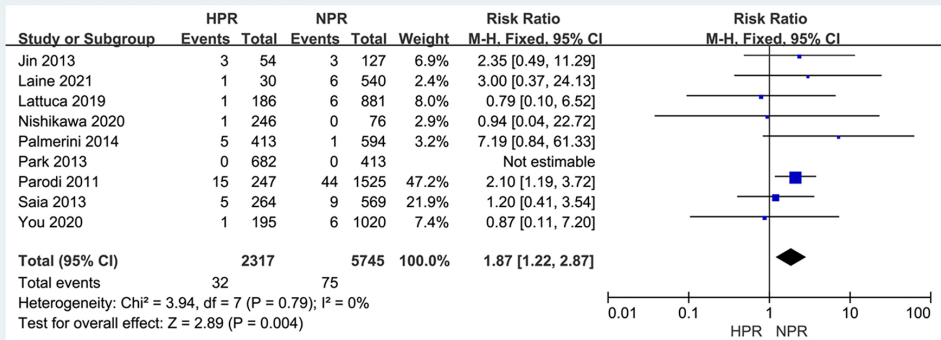 HPR NPR Risk Ratio Risk Ratio
Study or Subgroup Events Total Events Total Weight M-H, Fixed, 95% CI M-H, Fixed, 95% CI
Jin 2013 3 54 3 127 6.9% 2.35 [0.49, 11.29]
Laine 2021 1 30 6 540 2.4% 3.00 [0.37, 24.13]
Lattuca 2019 1 186 6 881 8.0% 0.79 [0.10, 6.52]
Nishikawa 2020 1 246 0 76 2.9% 0.94 [0.04, 22.72]
Palmerini 2014 5 413 1 594 3.2% 7.19 [0.84, 61.33]
Park 2013 0 682 0 413 Not estimable
Parodi 2011 15 247 44 1525 47.2% 2.10 [1.19, 3.72]
Saia 2013 5 264 9 569 21.9% 1.20 [0.41, 3.54]
You 2020 1 195 6 1020 7.4% 0.87 [0.11, 7.20]
Total (95% CI) 2317 5745 100.0% 1.87 [1.22, 2.87]
Total events 32 75
Heterogeneity: Chi² = 3.94, df = 7 (P = 0.79); I² = 0%
Test for overall effect: Z = 2.89 (P = 0.004)
0.01 0.1 1 10 100
HPR NPR